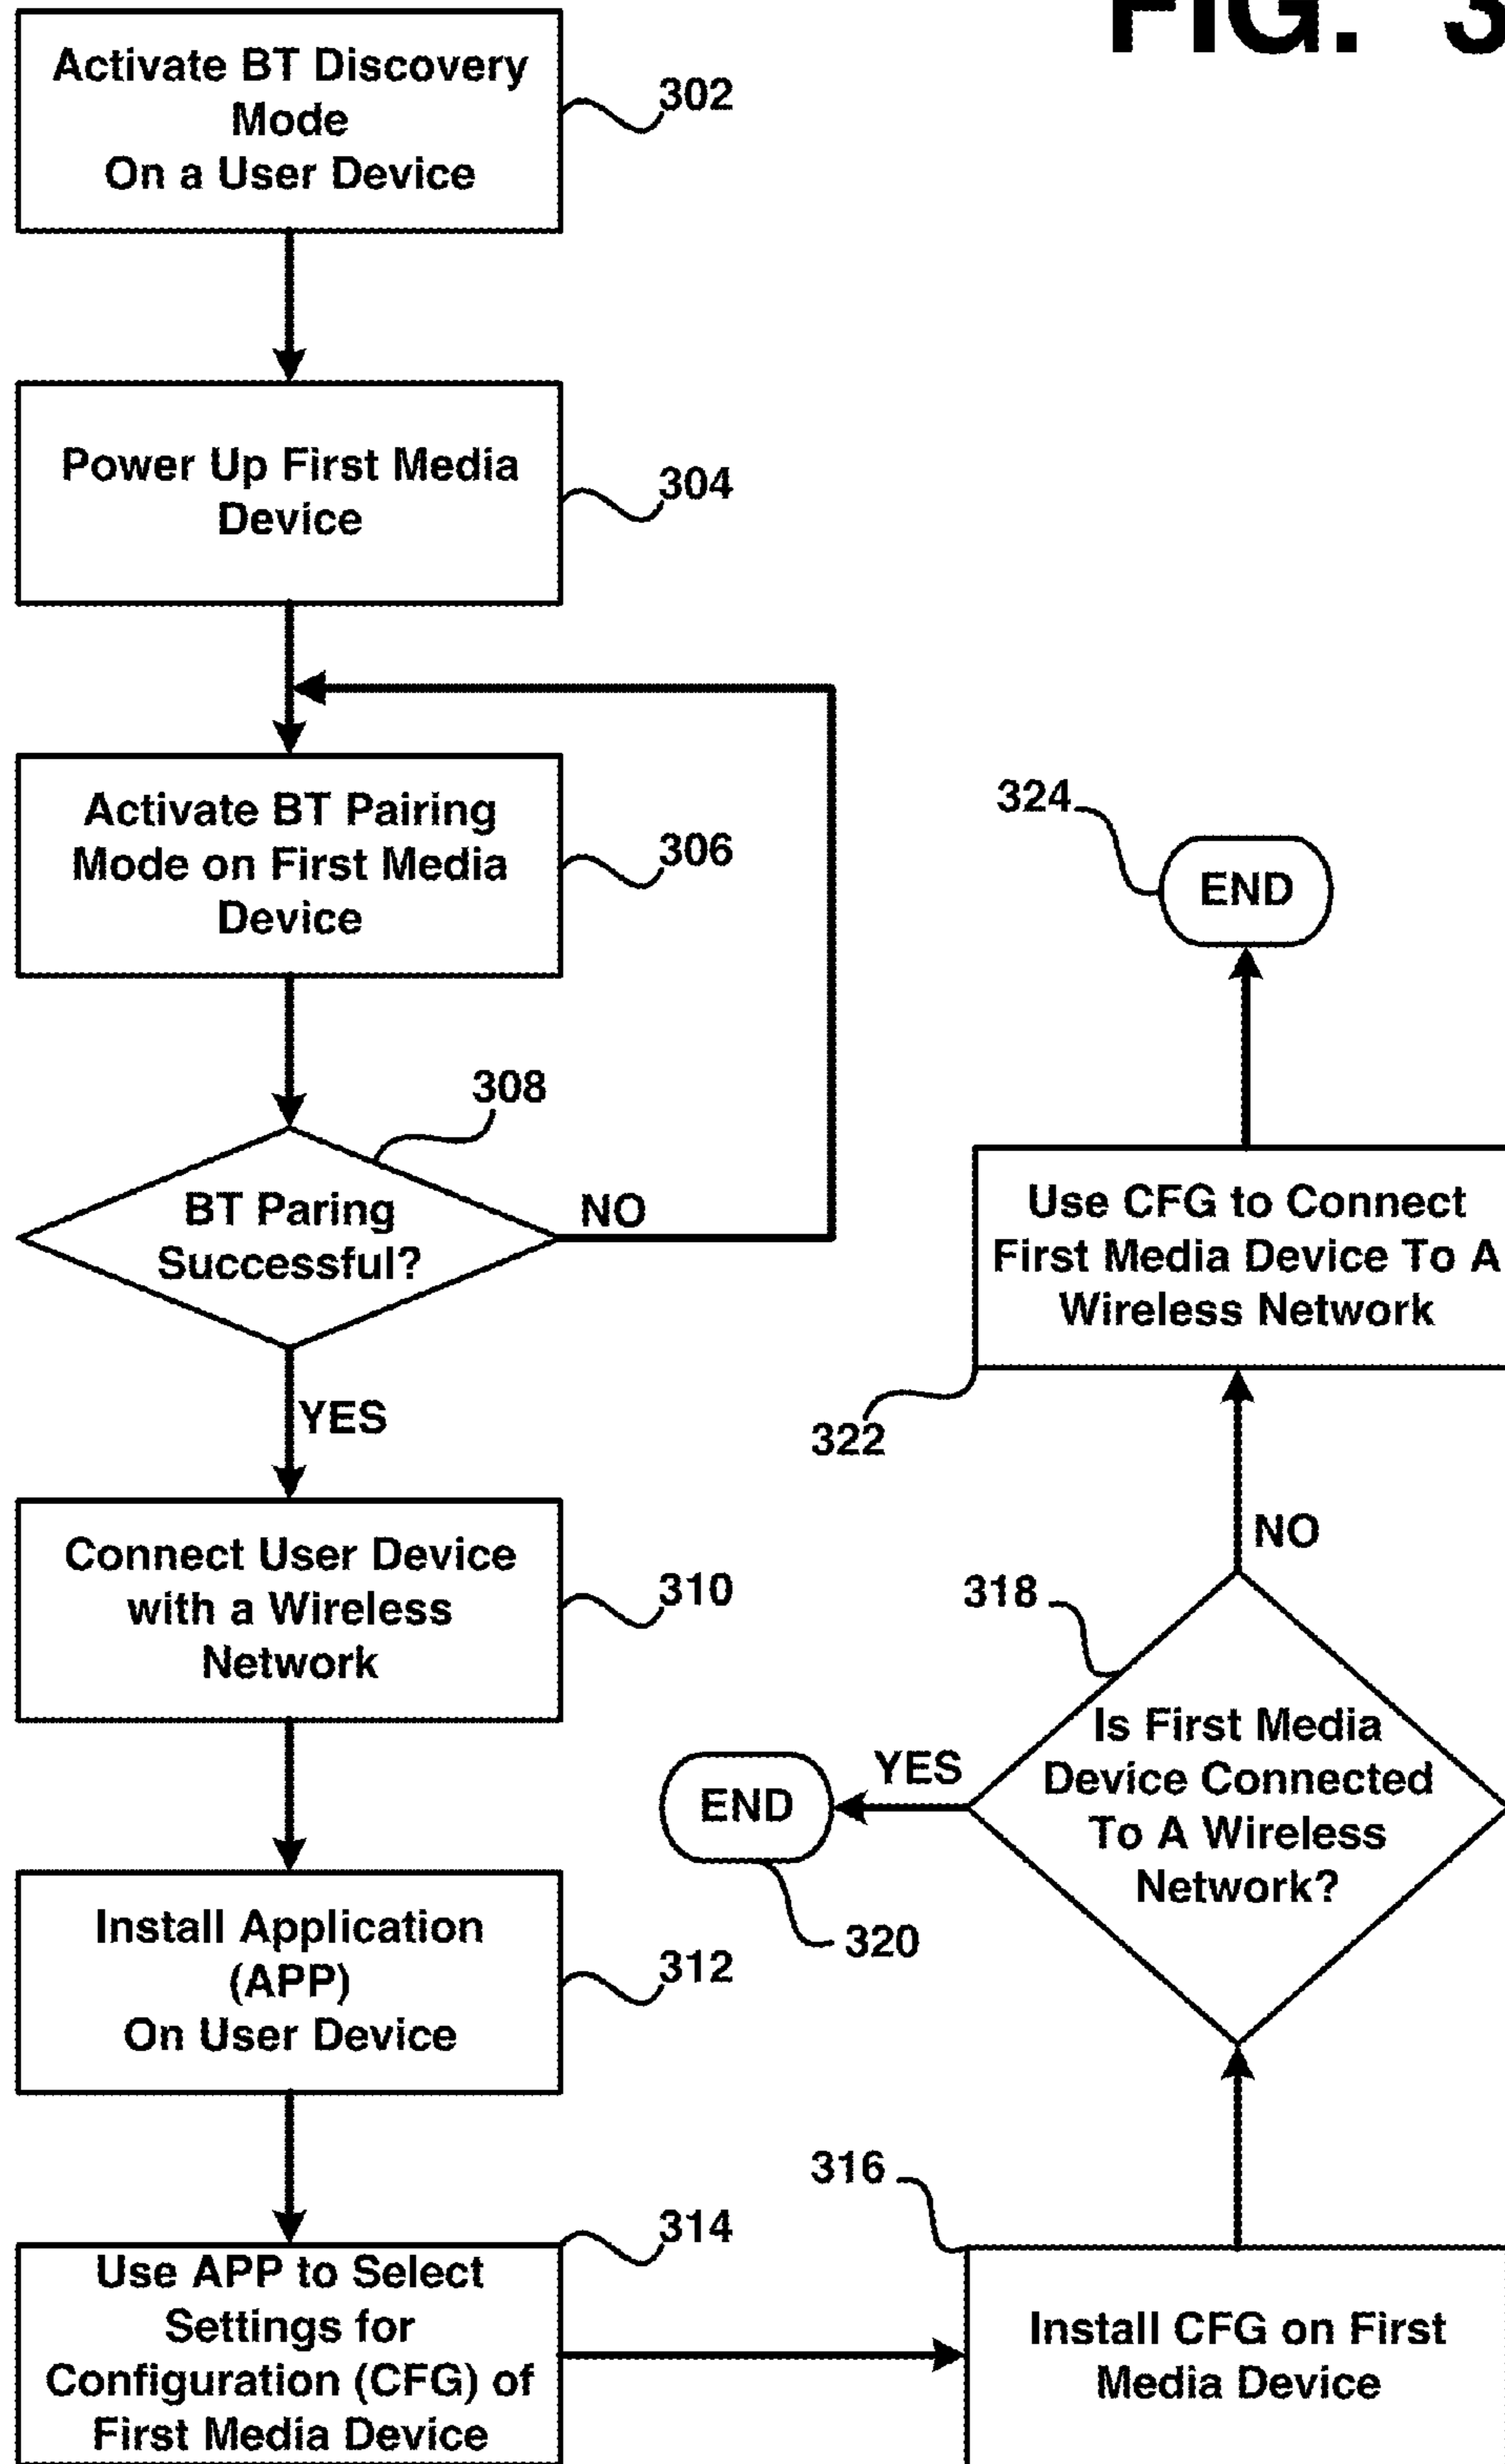 FIG. 3
Activate BT Discovery
Mode
On a User Device
302
Power Up First Media
Device
304
Activate BT Pairing
Mode on First Media
Device
306
308
BT Paring
Successful?
NO
YES
Connect User Device
with a Wireless
Network
310
Install Application
(APP)
On User Device
312
314
Use APP to Select
Settings for
Configuration (CFG) of
First Media Device
316
Install CFG on First
Media Device
318
Is First Media
Device Connected
To A Wireless
Network?
YES
END
320
NO
322
Use CFG to Connect
First Media Device To A
Wireless Network
324
END